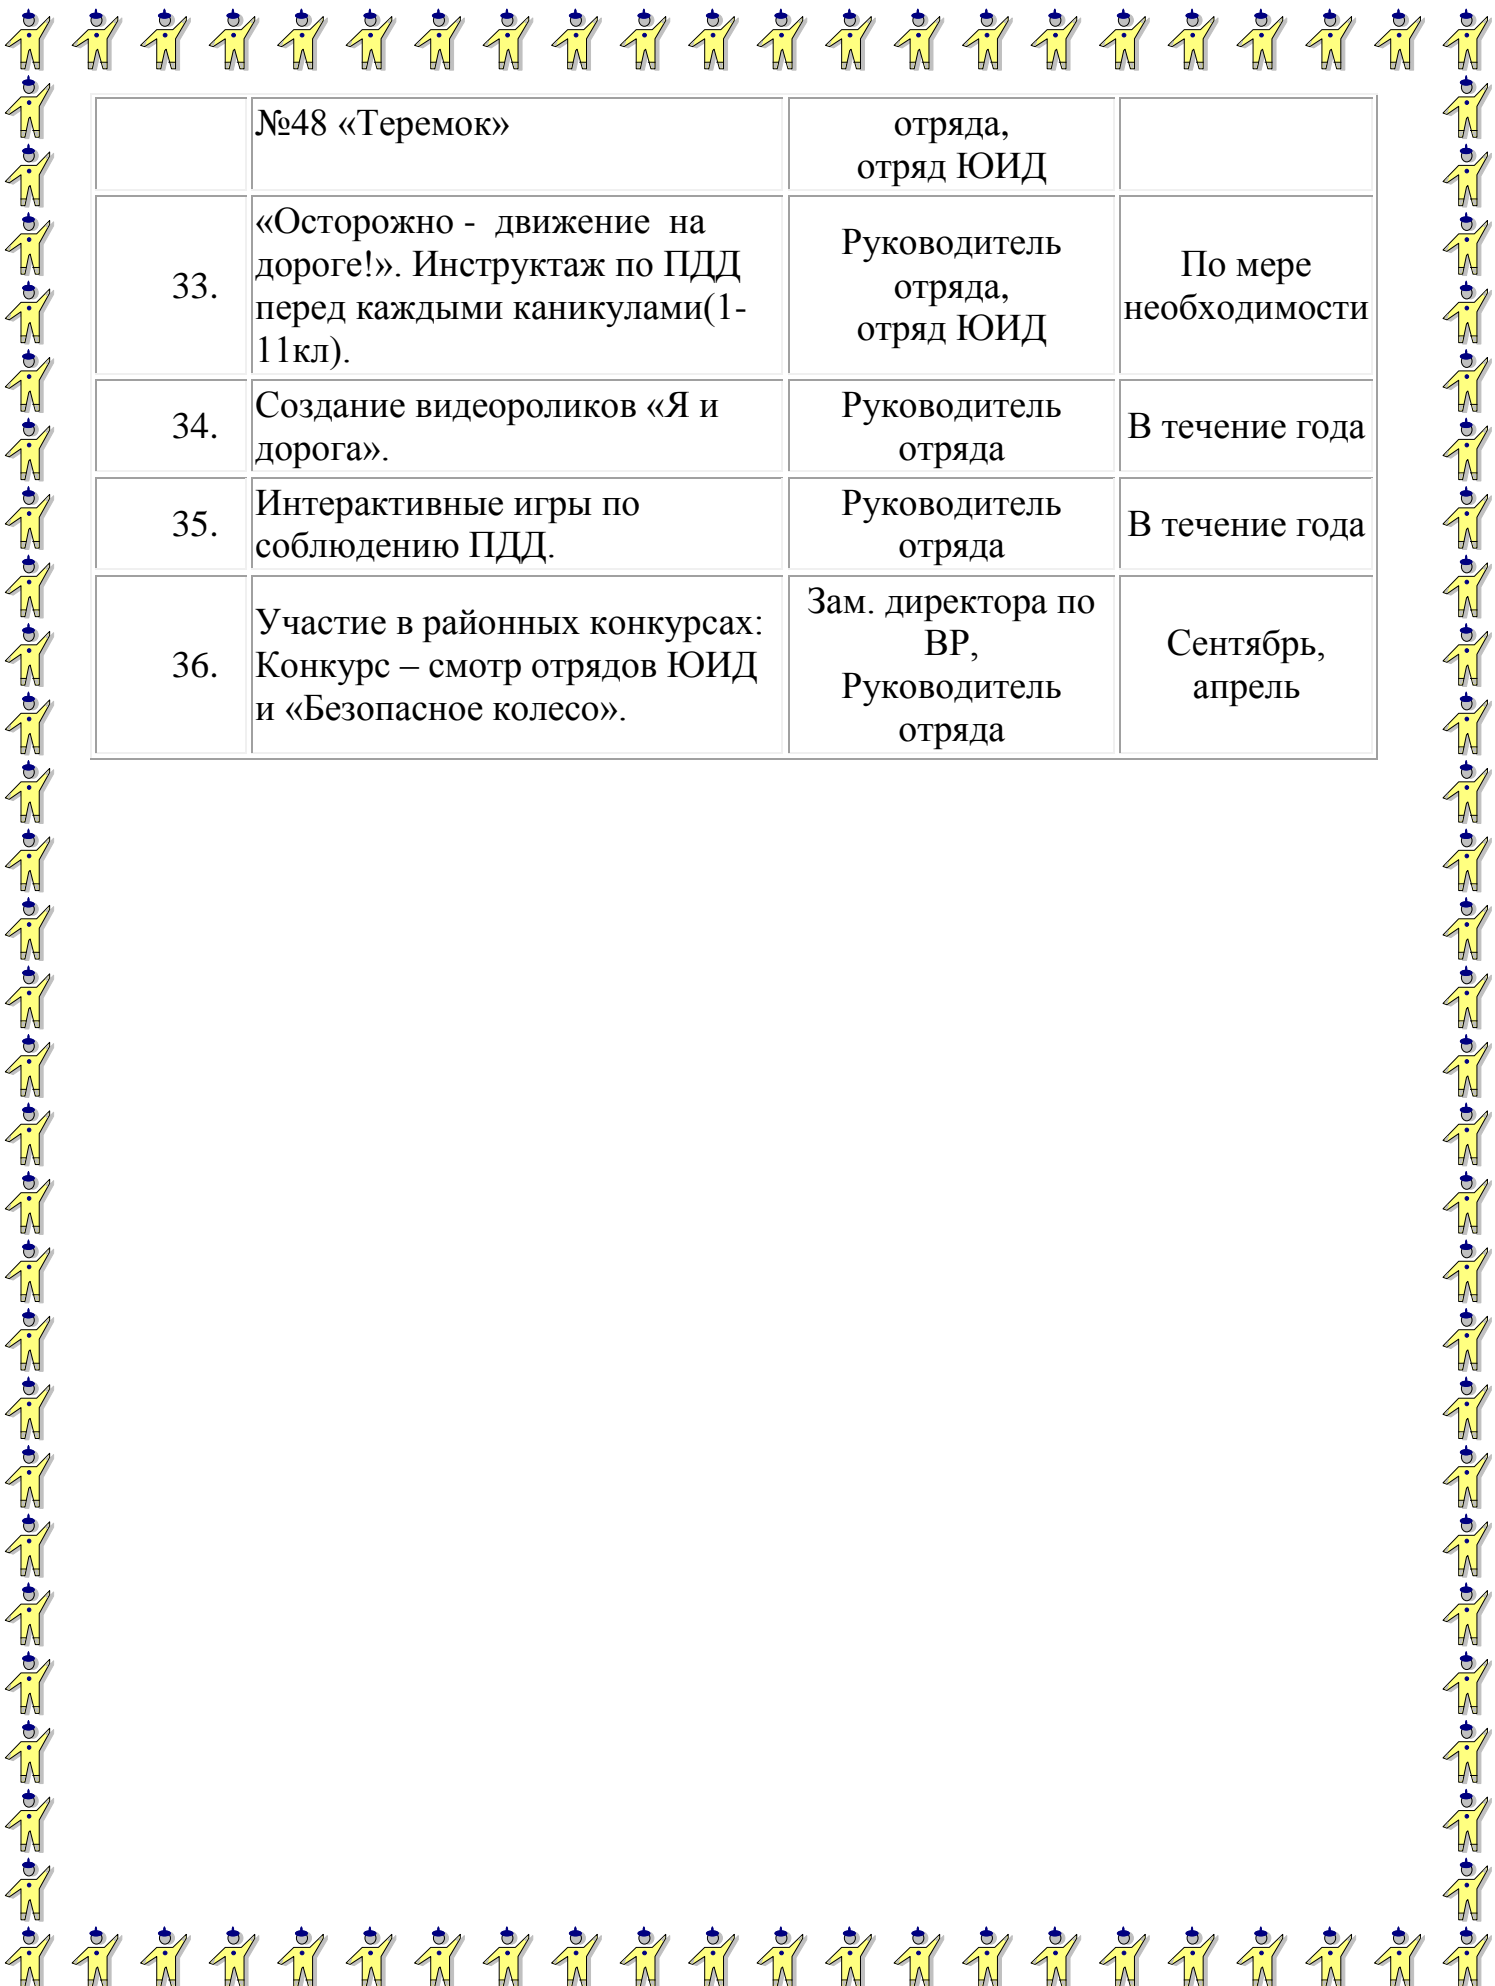 №48 «Теремок»
отряда,
отряд ЮИД
33.
«Осторожно - движение на
дороге!». Инструктаж по ПДД
перед каждыми каникулами(1-
11кл).
Руководитель
отряда,
отряд ЮИД
По мере
необходимости
34.
Создание видеороликов «Я и
дорога».
Руководитель
отряда
В течение года
35.
Интерактивные игры по
соблюдению ПДД.
Руководитель
отряда
В течение года
36.
Участие в районных конкурсах:
Конкурс – смотр отрядов ЮИД
и «Безопасное колесо».
Зам. директора по
ВР,
Руководитель
отряда
Сентябрь,
апрель